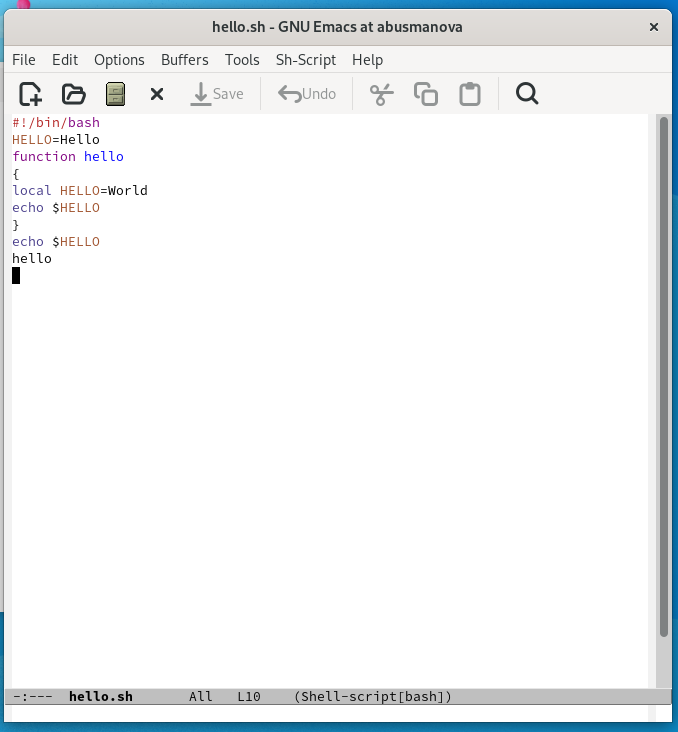 hello.sh - GNU Emacs at abusmanova
File Edit Options Buffers Tools Sh-Script Help
Save Undo
#!/bin/bash
HELLO=Hello
function hello
{
local HELLO=World
echo $HELLO
}
echo $HELLO
hello
-:--- hello.sh All L10 (Shell-script[bash])